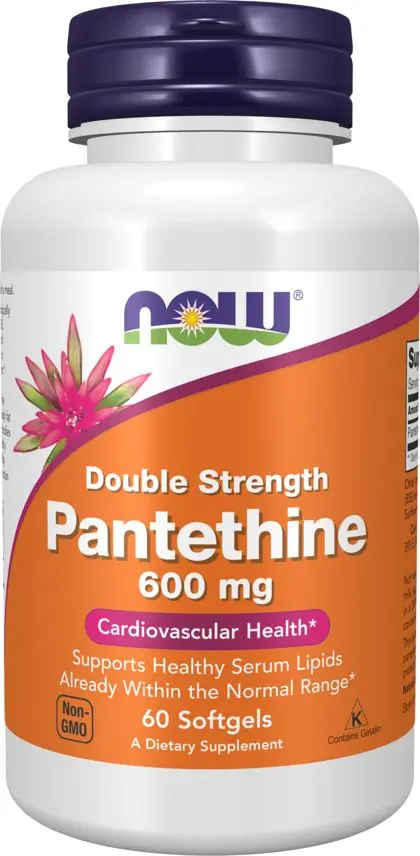 now®
Double Strength
Pantethine
600 mg
Cardiovascular Health*
Supports Healthy Serum Lipids
Already Within the Normal Range*
Non-
GMO
60 Softgels
A Dietary Supplement
K
Contains Gelatin